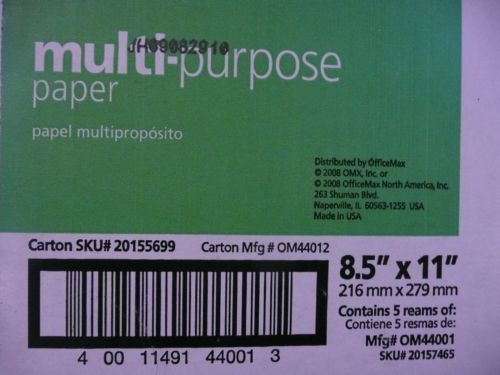 JH09082910
multi-purpose
paper
papel multipropósito
Distributed by OfficeMax
© 2008 OMX, Inc. or
© 2008 OfficeMax North America, Inc.
263 Shuman Blvd.
Naperville, IL 60563-1255 USA
Made in USA
Carton SKU# 20155699 Carton Mfg # OM44012
4 00 11491 44001 3
8.5" x 11"
216 mm x 279 mm
Contains 5 reams of:
Contiene 5 resmas de:
Mfg# OM44001
SKU# 20157465